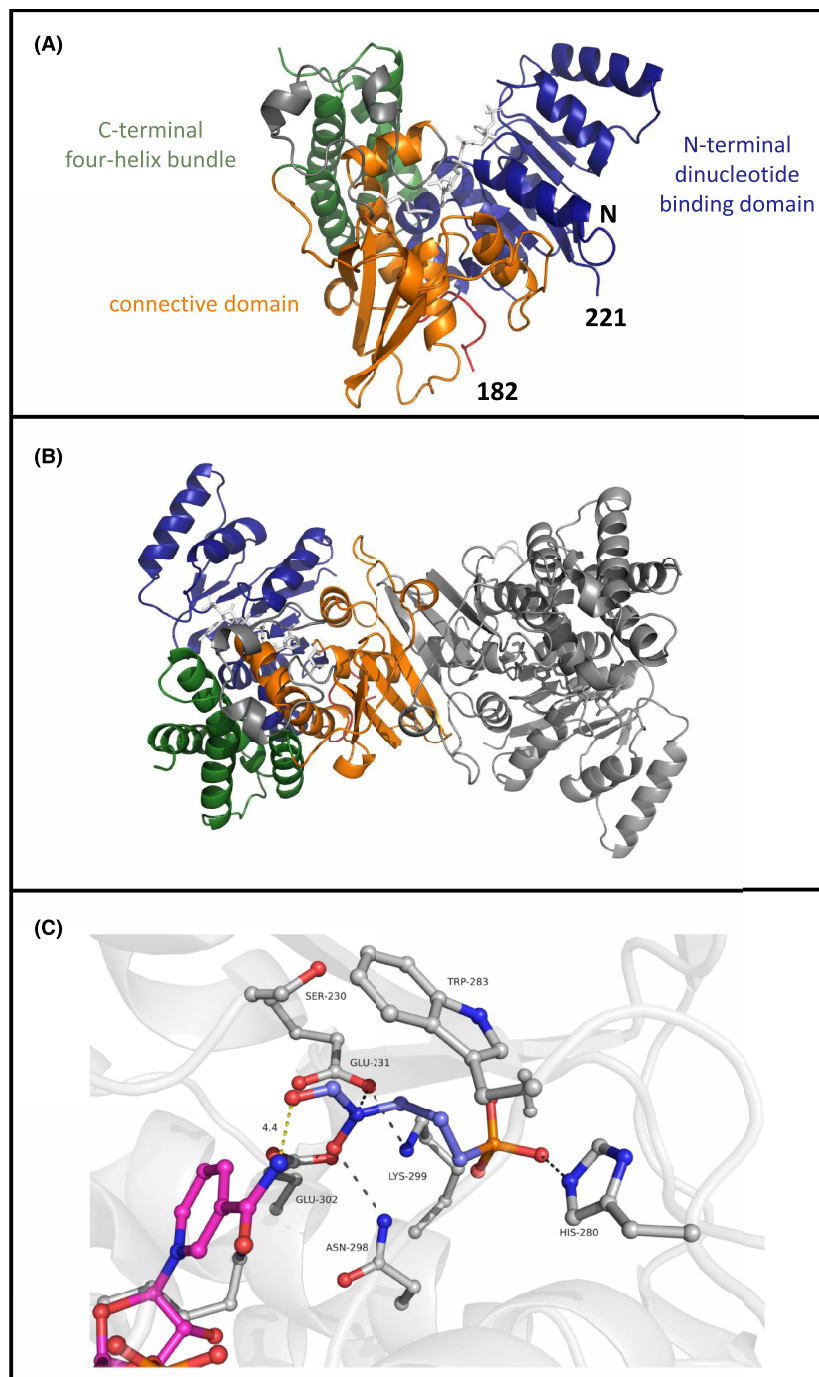 (A)
C-terminal
four-helix bundle
N-terminal
dinucleotide
binding domain
N
connective domain
221
182
(B)
(C)
TRP-283
SER-230
GLU-231
4.4
LYS-299
GLU-302
ASN-298
HIS-280